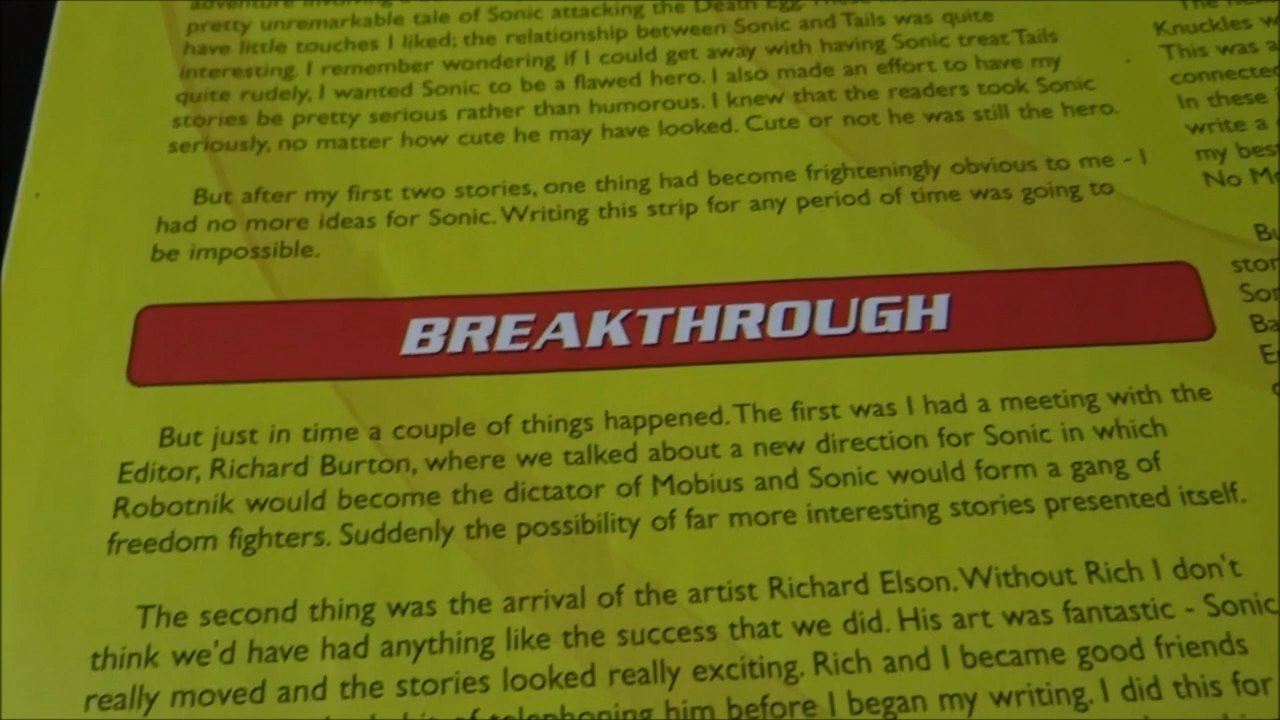 adventure involving a
pretty unremarkable tale of Sonic attacking the Death Egg. These
have little touches I liked; the relationship between Sonic and Tails was quite
interesting. I remember wondering if I could get away with having Sonic treat Tails
quite rudely, I wanted Sonic to be a flawed hero. I also made an effort to have my
stories be pretty serious rather than humorous. I knew that the readers took Sonic
seriously, no matter how cute he may have looked. Cute or not he was still the hero.
But after my first two stories, one thing had become frighteningly obvious to me - I
had no more ideas for Sonic. Writing this strip for any period of time was going to
be impossible.
BREAKTHROUGH
But just in time a couple of things happened. The first was I had a meeting with the
Editor, Richard Burton, where we talked about a new direction for Sonic in which
Robotnik would become the dictator of Mobius and Sonic would form a gang of
freedom fighters. Suddenly the possibility of far more interesting stories presented itself.
The second thing was the arrival of the artist Richard Elson. Without Rich I don't
think we'd have had anything like the success that we did. His art was fantastic - Sonic
really moved and the stories looked really exciting. Rich and I became good friends
of telephoning him before I began my writing. I did this for
Knuckles
This was a
connected
In these
write a
my best
No